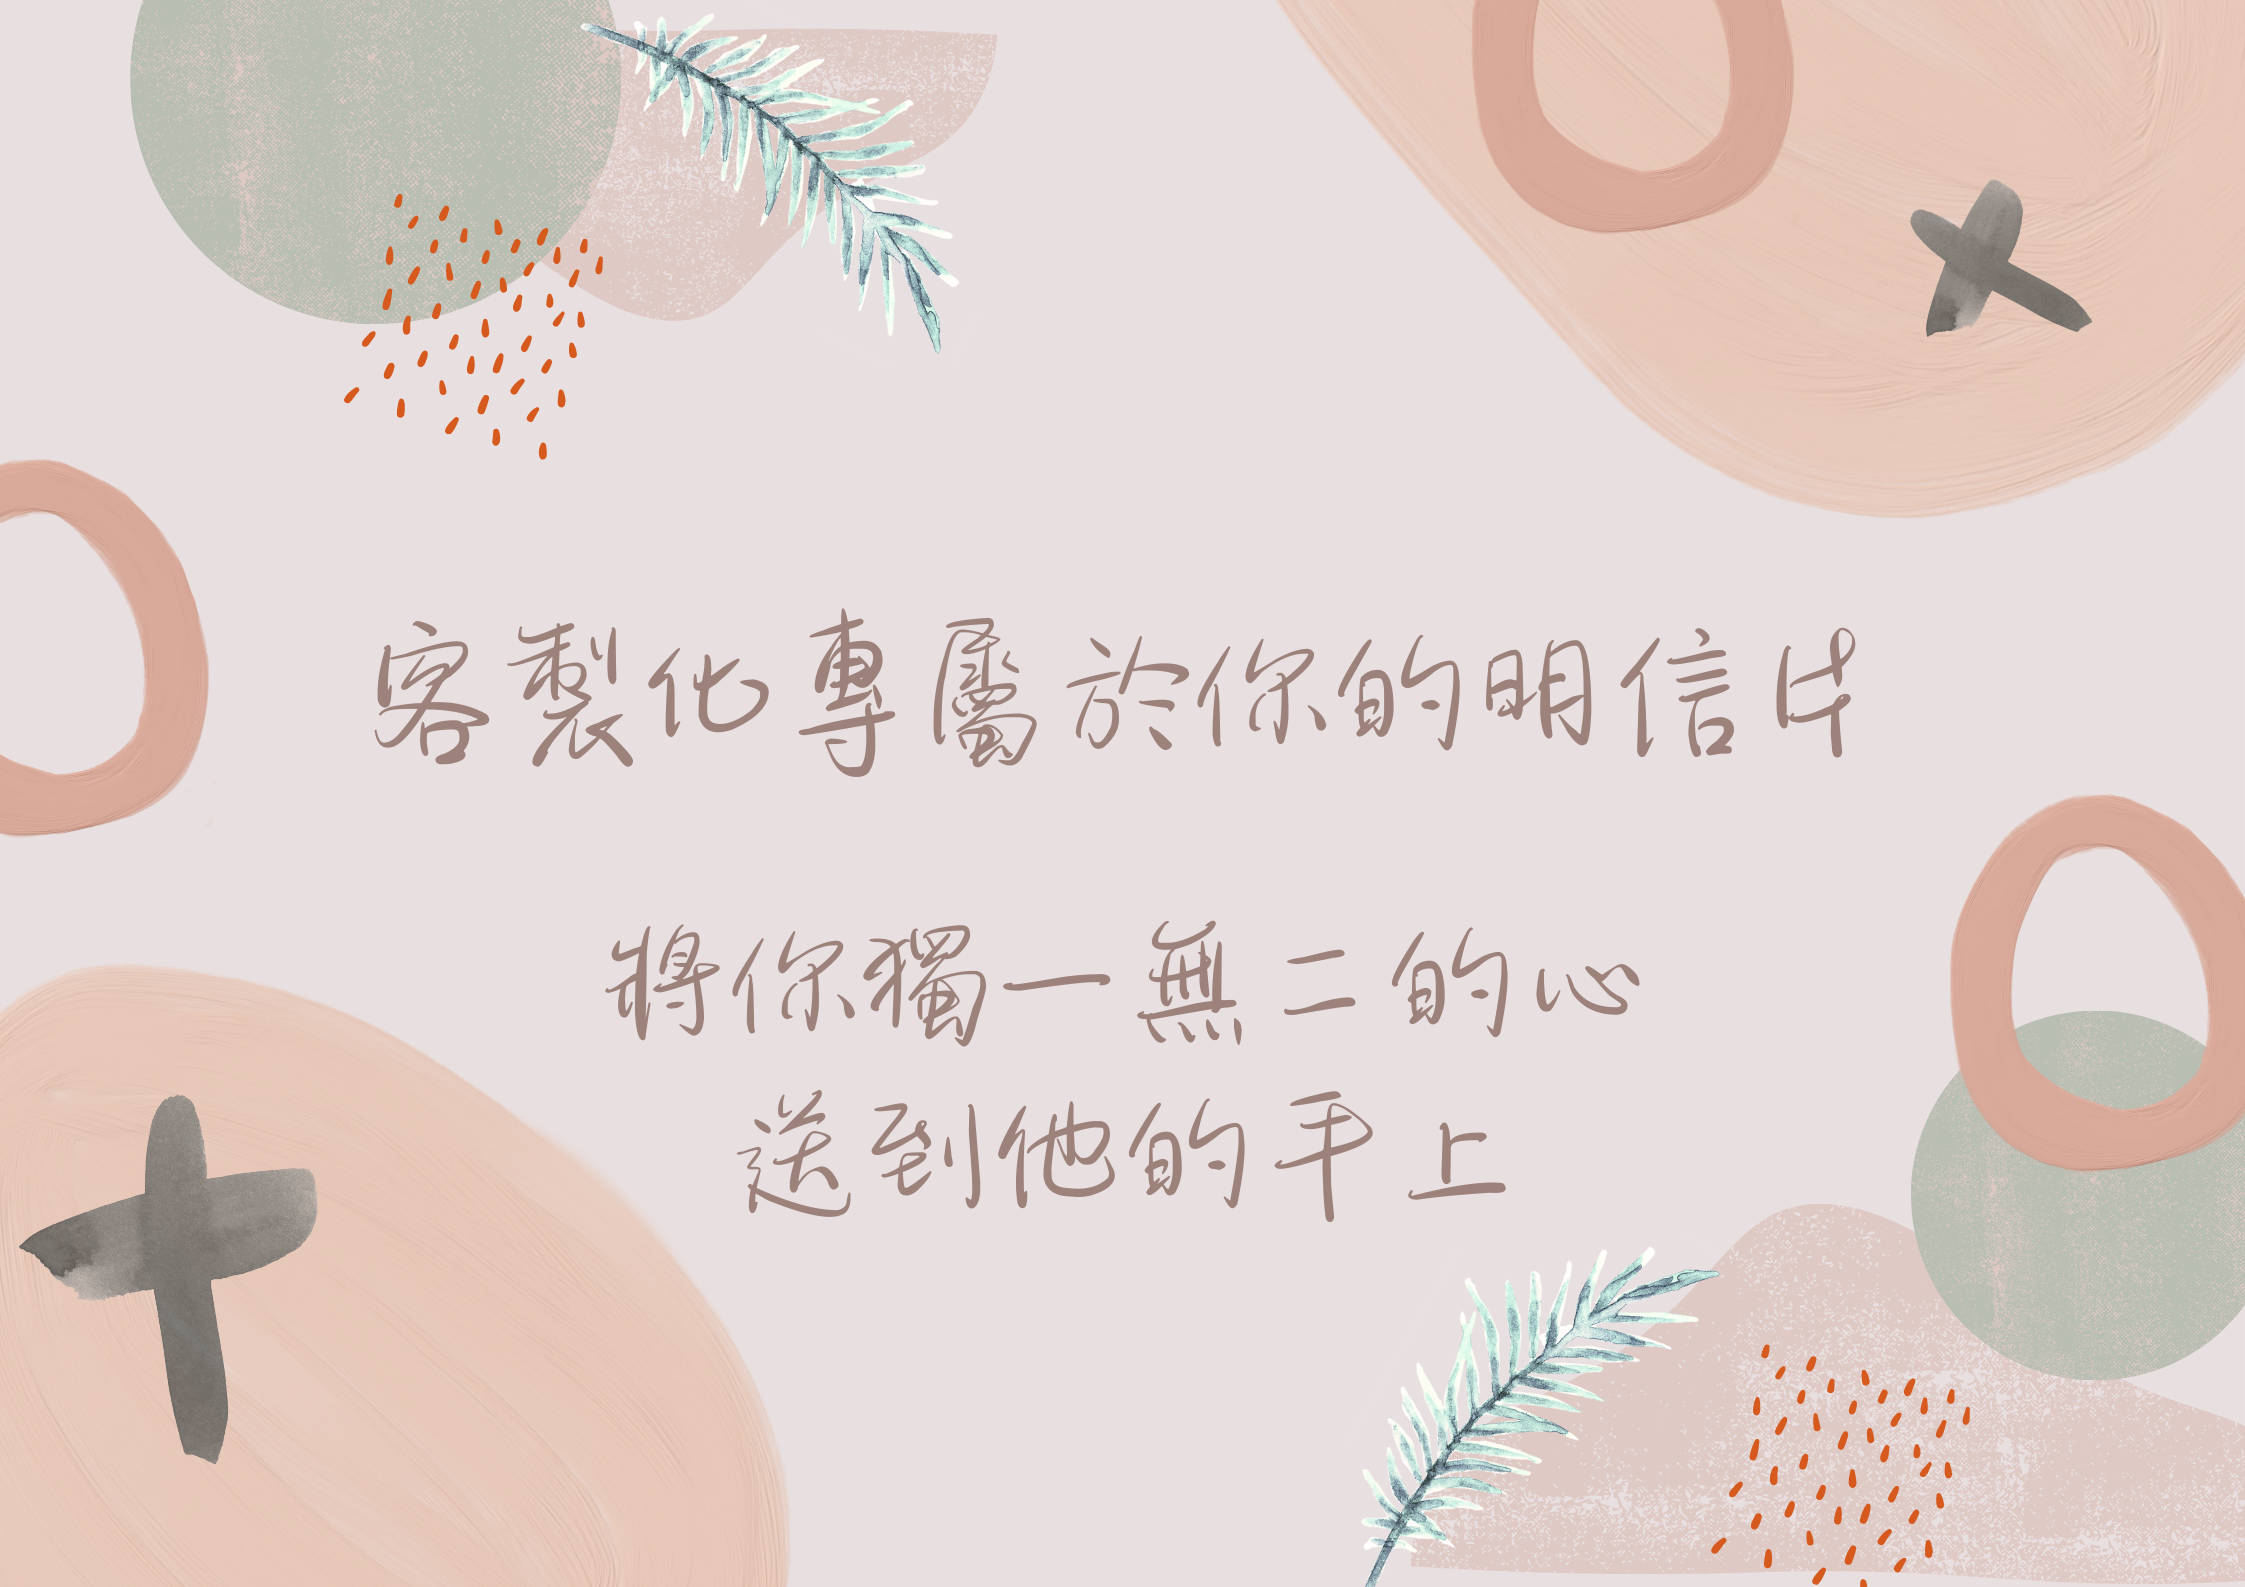 客製化專屬於你的明信片
將你獨一無二的心
送到他的手上